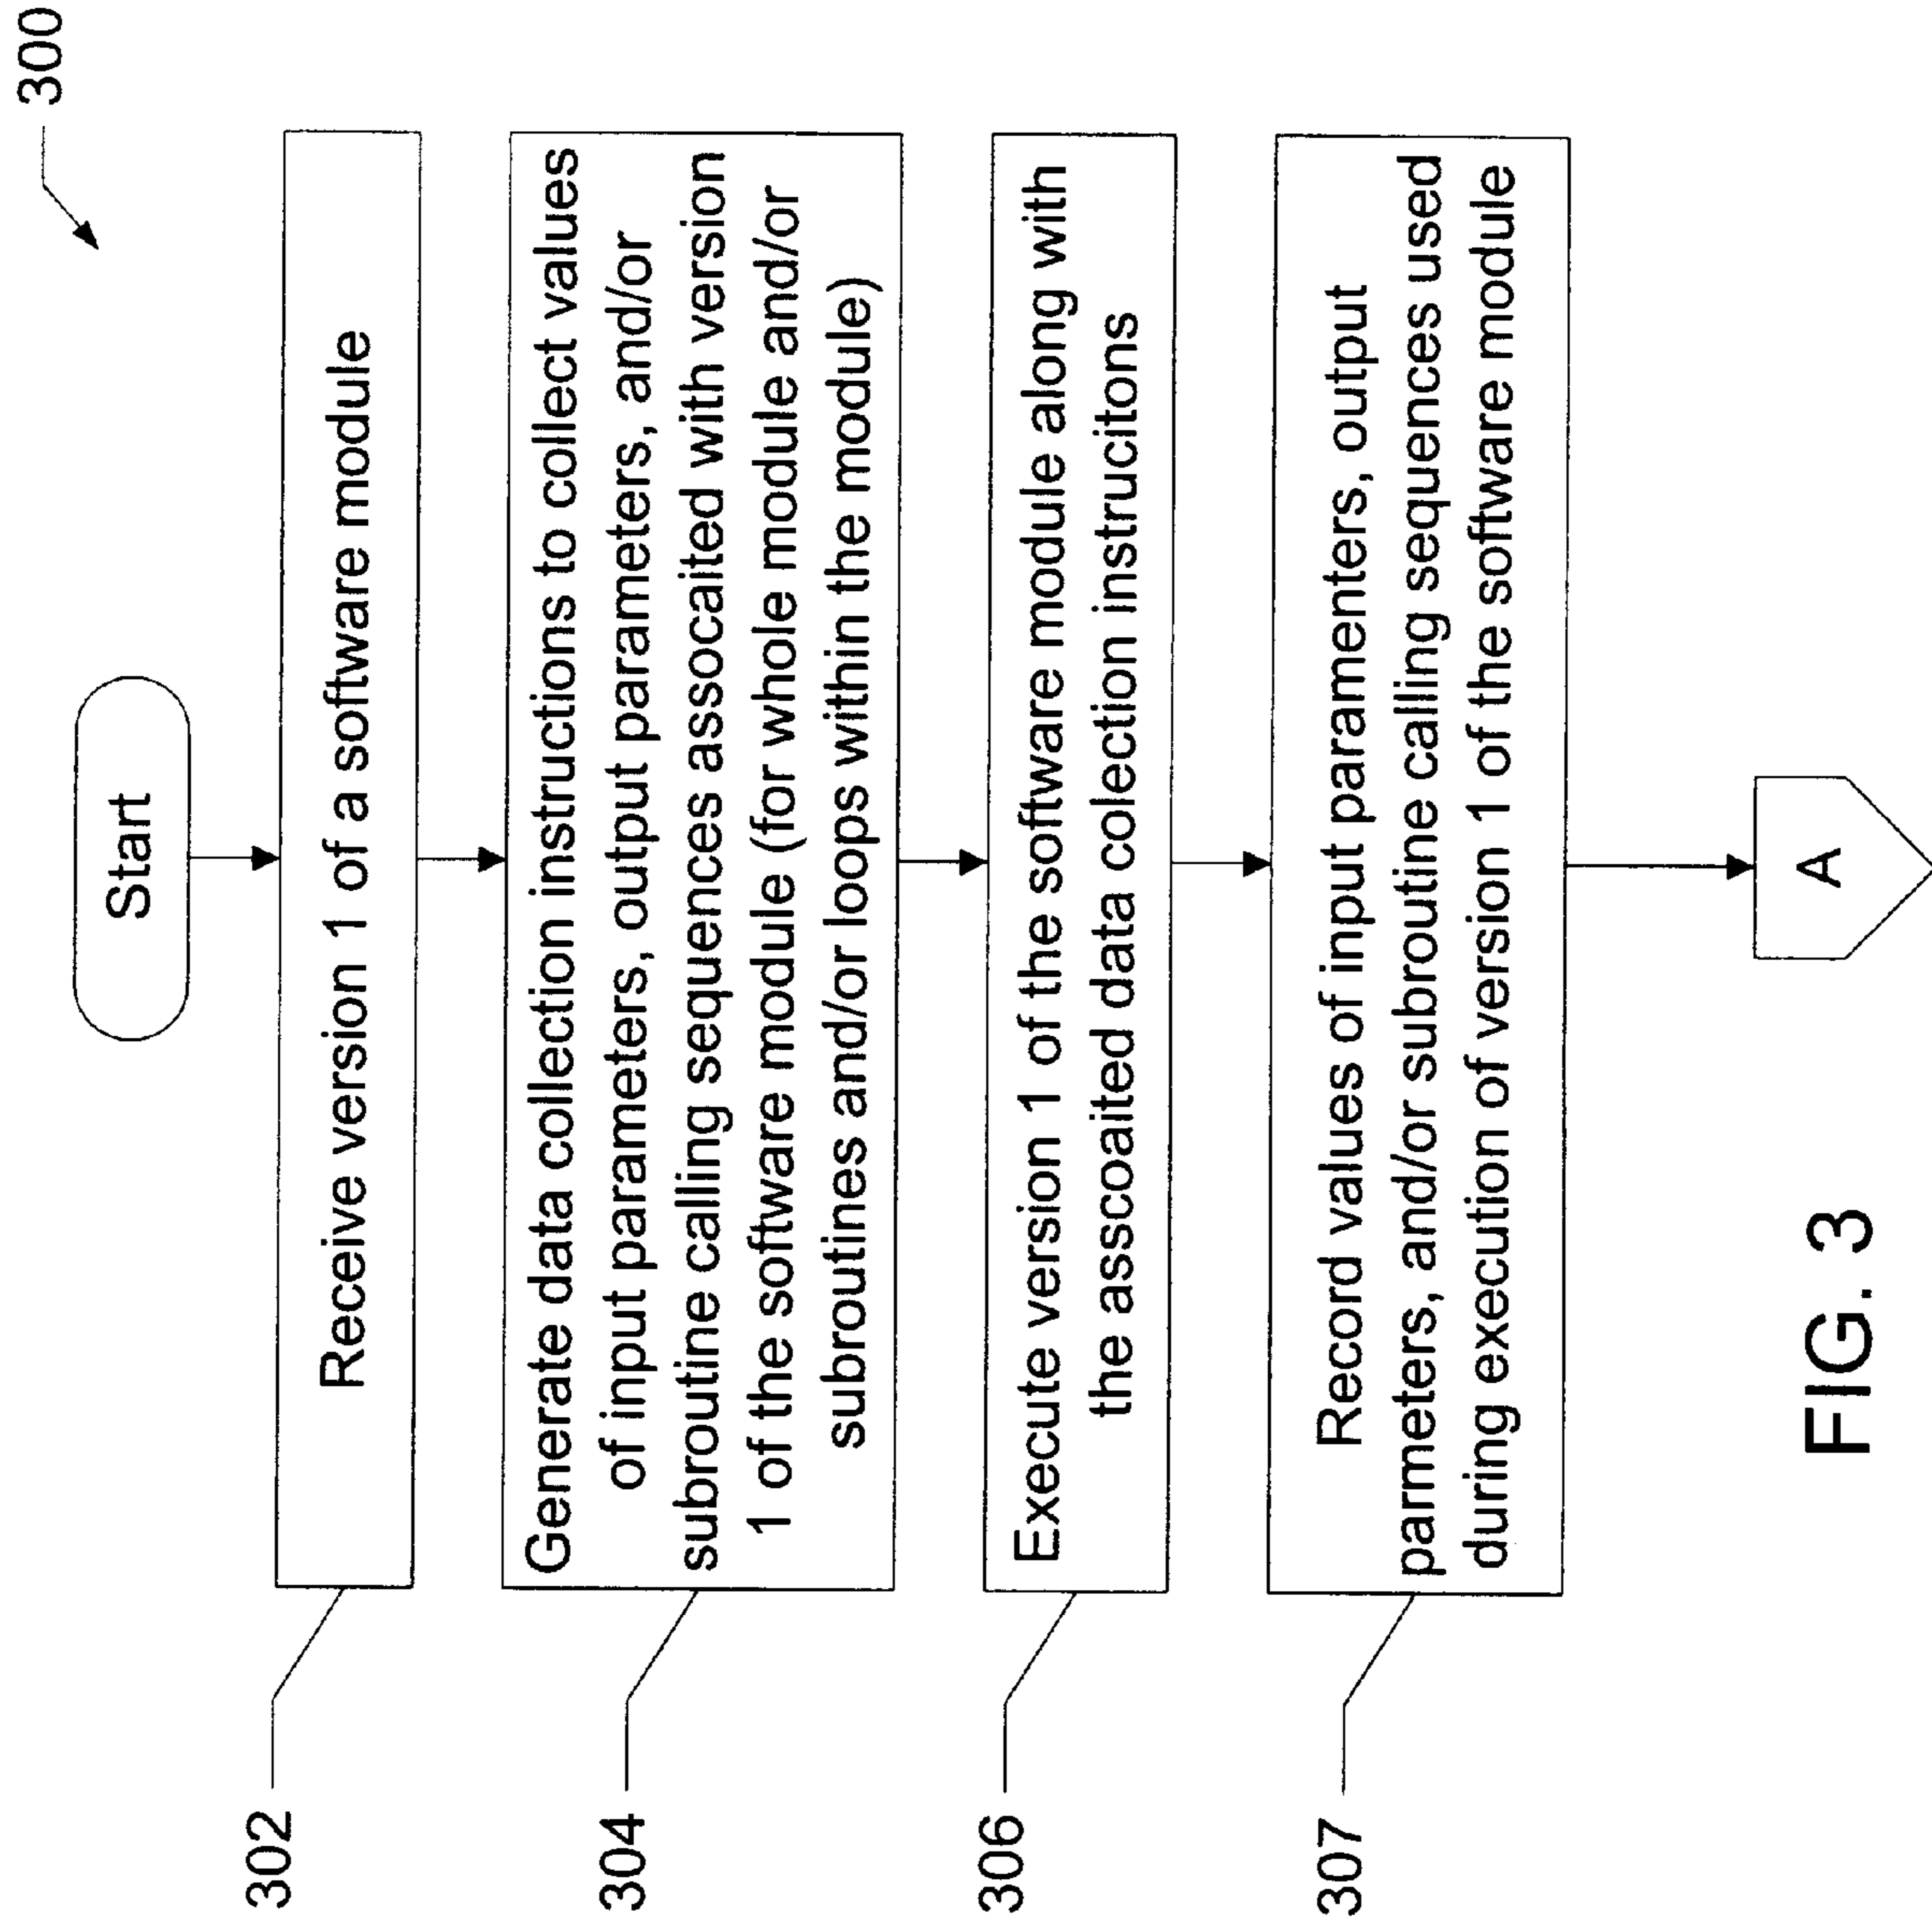 300
Start
302
Receive version 1 of a software module
304
Generate data collection instructions to collect values
of input parameters, output parameters, and/or
subroutine calling sequences assocaited with version
1 of the software module (for whole module and/or
subroutines and/or loops within the module)
306
Execute version 1 of the software module along with
the asscoaited data colection instrucitons
307
Record values of input parameters, output
parmeters, and/or subroutine calling sequences used
during execution of version 1 of the software module
A
FIG. 3